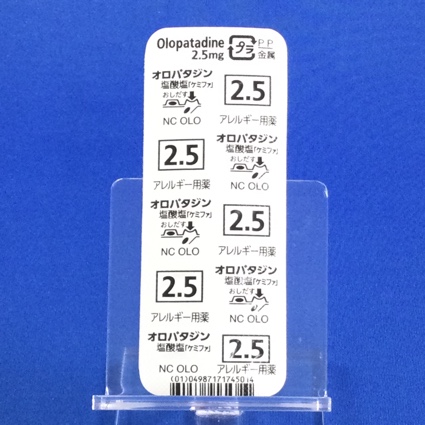 Olopatadine
2.5mg
プラ
PP
金属
オロパタジン
塩酸塩「ケミファ」
おしだす
NC OLO
2.5
アレルギー用薬
2.5
アレルギー用薬
オロパタジン
塩酸塩「ケミファ」
おしだす
NC OLO
オロパタジン
塩酸塩「ケミファ」
おしだす
NC OLO
2.5
アレルギー用薬
2.5
アレルギー用薬
オロパタジン
塩酸塩「ケミファ」
おしだす
NC OLO
オロパタジン
塩酸塩「ケミファ」
NC OLO
2.5
アレルギー用薬
(01)04987171745014